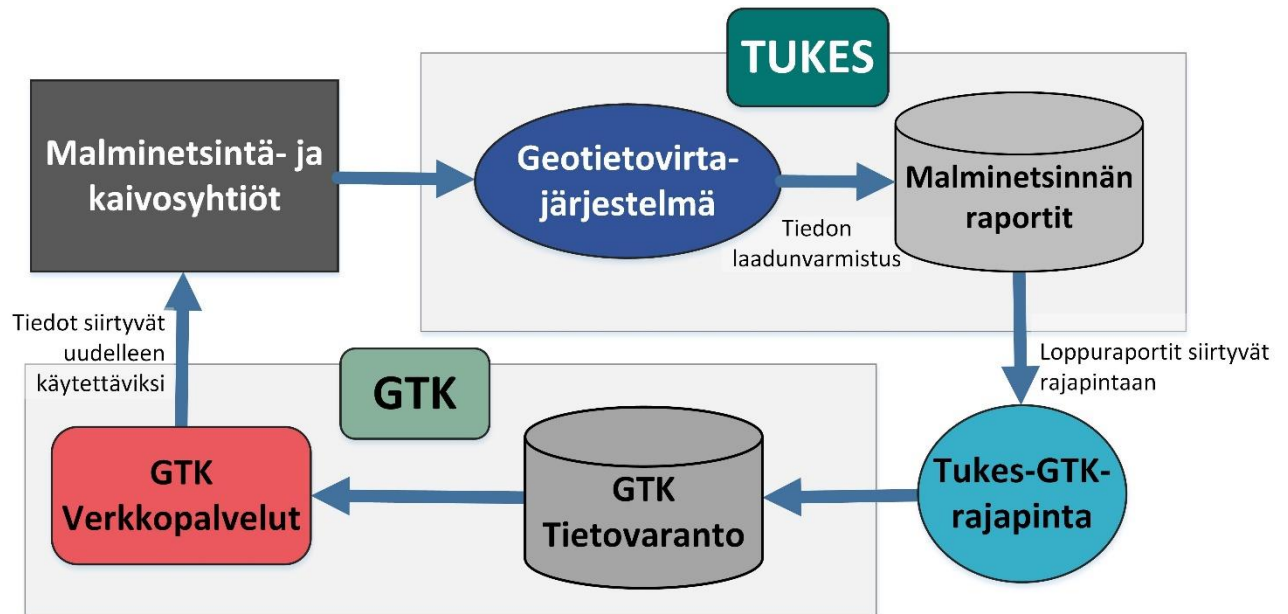 TUKES
Malminetsintä- ja
kaivosyhtiöt
Geotietovirta-
järjestelmä
Malminetsinnän
raportit
Tiedon
laadunvarmistus
Tiedot siirtyvät
uudelleen
käytettäviksi
Loppuraportit siirtyvät
rajapintaan
GTK
GTK
Verkkopalvelut
GTK
Tietovaranto
Tukes-GTK-
rajapinta